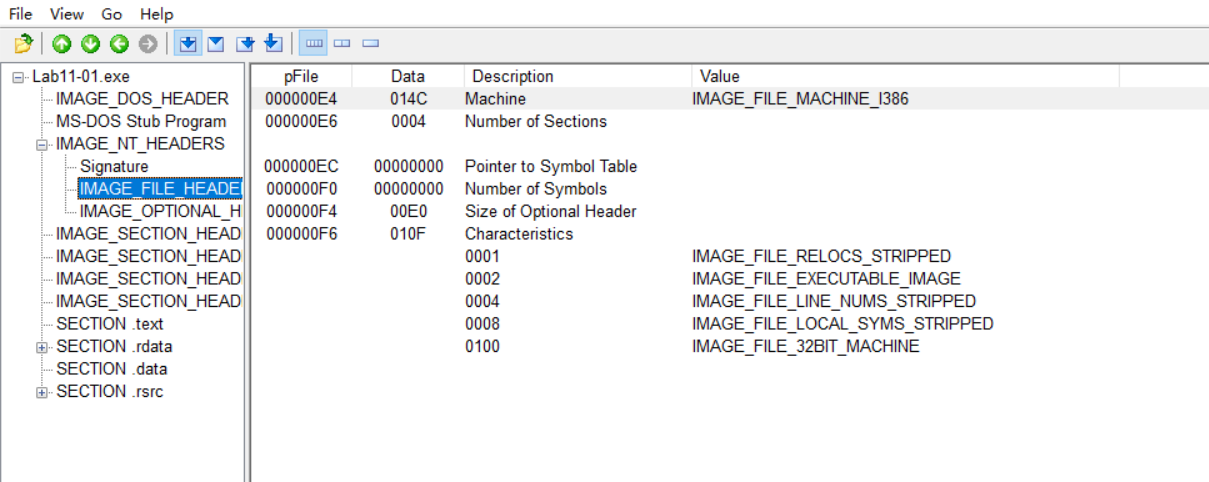 File View Go Help
Lab11-01.exe
IMAGE_DOS_HEADER
MS-DOS Stub Program
IMAGE_NT_HEADERS
Signature
IMAGE_FILE_HEADE
IMAGE_OPTIONAL_H
IMAGE_SECTION_HEAD
IMAGE_SECTION_HEAD
IMAGE_SECTION_HEAD
IMAGE_SECTION_HEAD
SECTION .text
SECTION .rdata
SECTION .data
SECTION .rsrc
pFile Data Description Value
000000E4 014C Machine IMAGE_FILE_MACHINE_I386
000000E6 0004 Number of Sections
000000EC 00000000 Pointer to Symbol Table
000000F0 00000000 Number of Symbols
000000F4 00E0 Size of Optional Header
000000F6 010F Characteristics
0001 IMAGE_FILE_RELOCS_STRIPPED
0002 IMAGE_FILE_EXECUTABLE_IMAGE
0004 IMAGE_FILE_LINE_NUMS_STRIPPED
0008 IMAGE_FILE_LOCAL_SYMS_STRIPPED
0100 IMAGE_FILE_32BIT_MACHINE